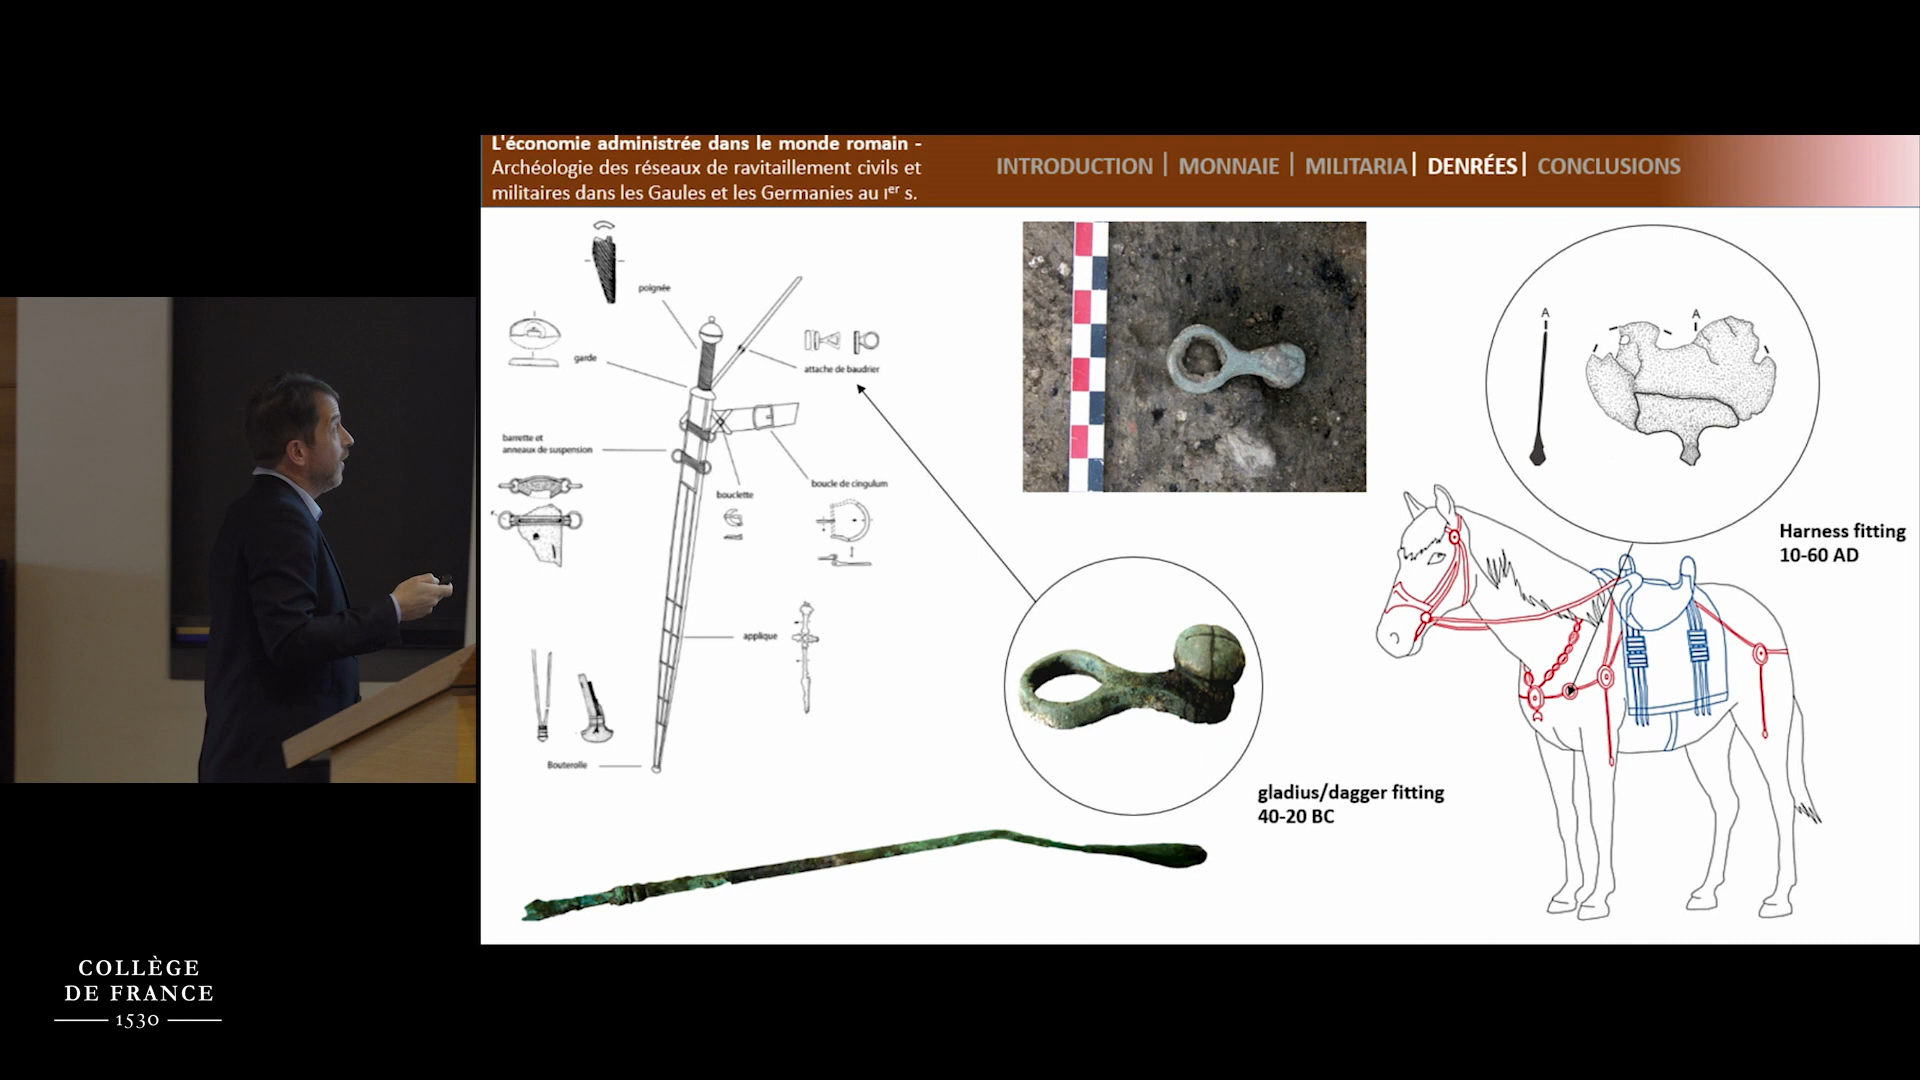 L'économie administrée dans le monde romain -
Archéologie des réseaux de ravitaillement civils et
militaires dans les Gaules et les Germanies au Ier s.
INTRODUCTION | MONNAIE | MILITARIA | DENRÉES | CONCLUSIONS
poignée
garde
attache de baudrier
barrette et
anneaux de suspension
bouclette
boucle de cingulum
applique
Bouterolle
A
A
Harness fitting
10-60 AD
gladius/dagger fitting
40-20 BC
COLLÈGE
DE FRANCE
1530